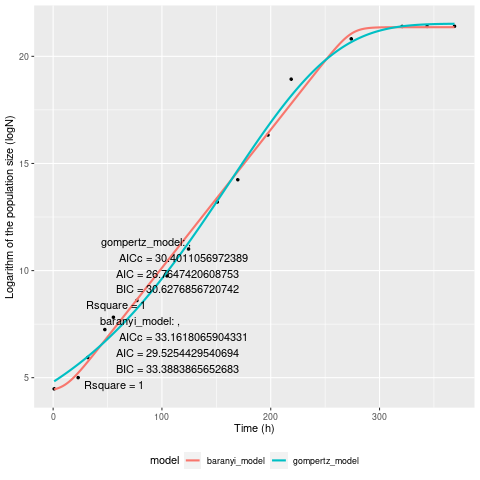 20
15
10
5
Logarithm of the population size (logN)
gompertz_model: ,
AICc = 30.4011056972389
AIC = 26.7647420608753
BIC = 30.6276856720742
Rsquare = 1
baranyi_model: ,
AICc = 33.1618065904331
AIC = 29.5254429540694
BIC = 33.3883865652683
Rsquare = 1
0 100 200 300
Time (h)
model baranyi_model gompertz_model